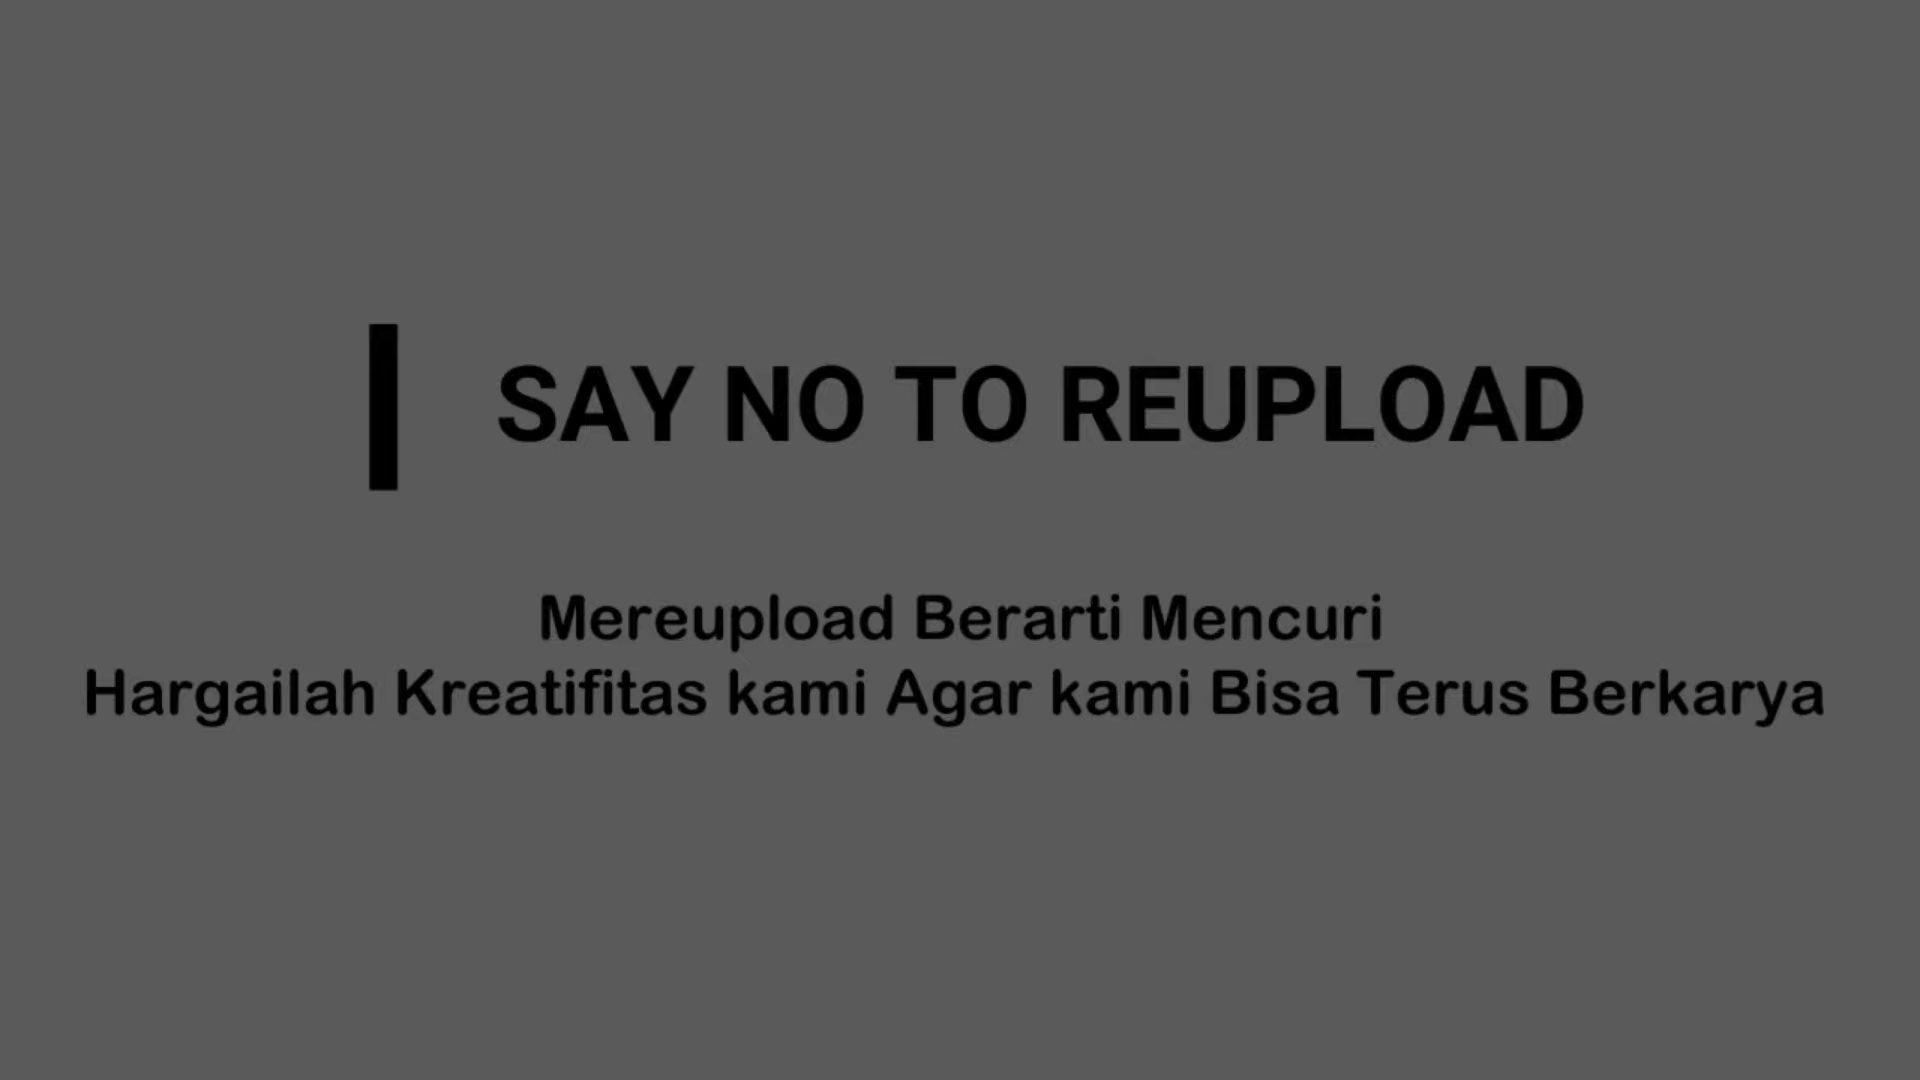 SAY NO TO REUPLOAD
Mereupload Berarti Mencuri
Hargailah Kreatifitas kami Agar kami Bisa Terus Berkarya